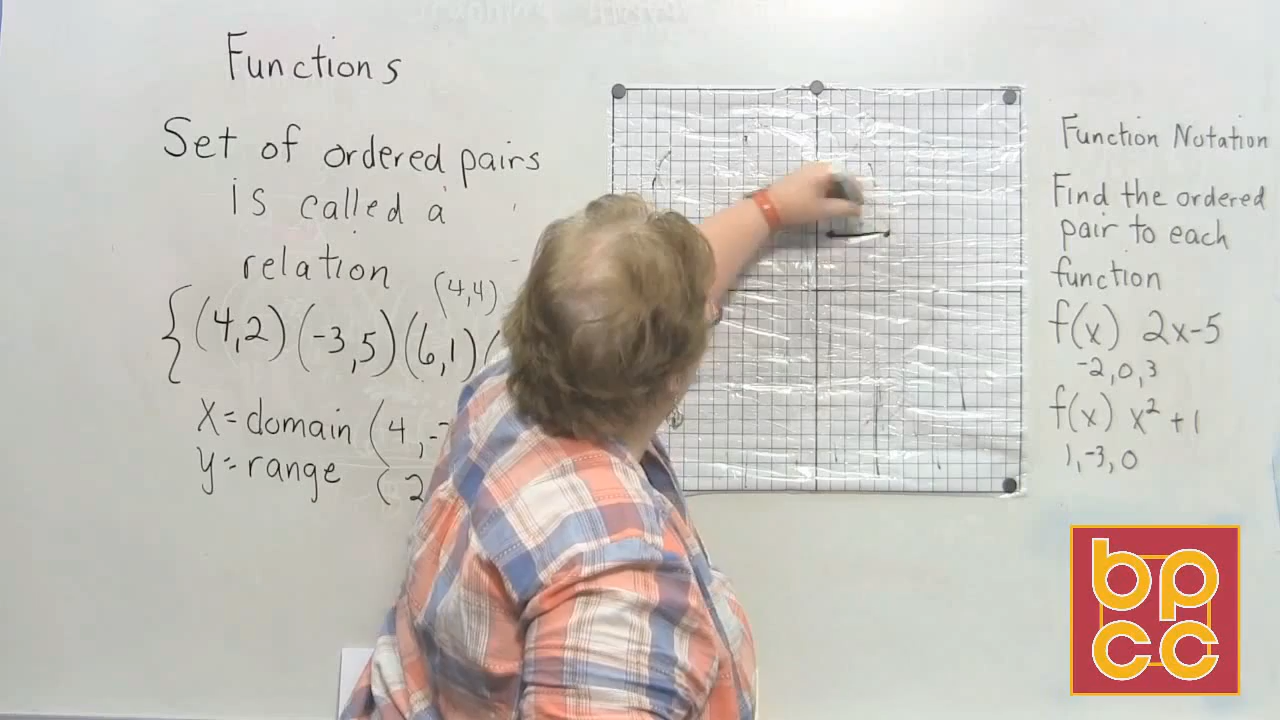 Functions
Set of ordered pairs
is called a
relation
(4,4)
{(4,2)(-3,5)(6,1)(
x=domain (4,-
y=range (2
Function Notation
Find the ordered
pair to each
function
f(x) 2x-5
-2,0,3
f(x) x²+1
1,-3,0
bp
cc